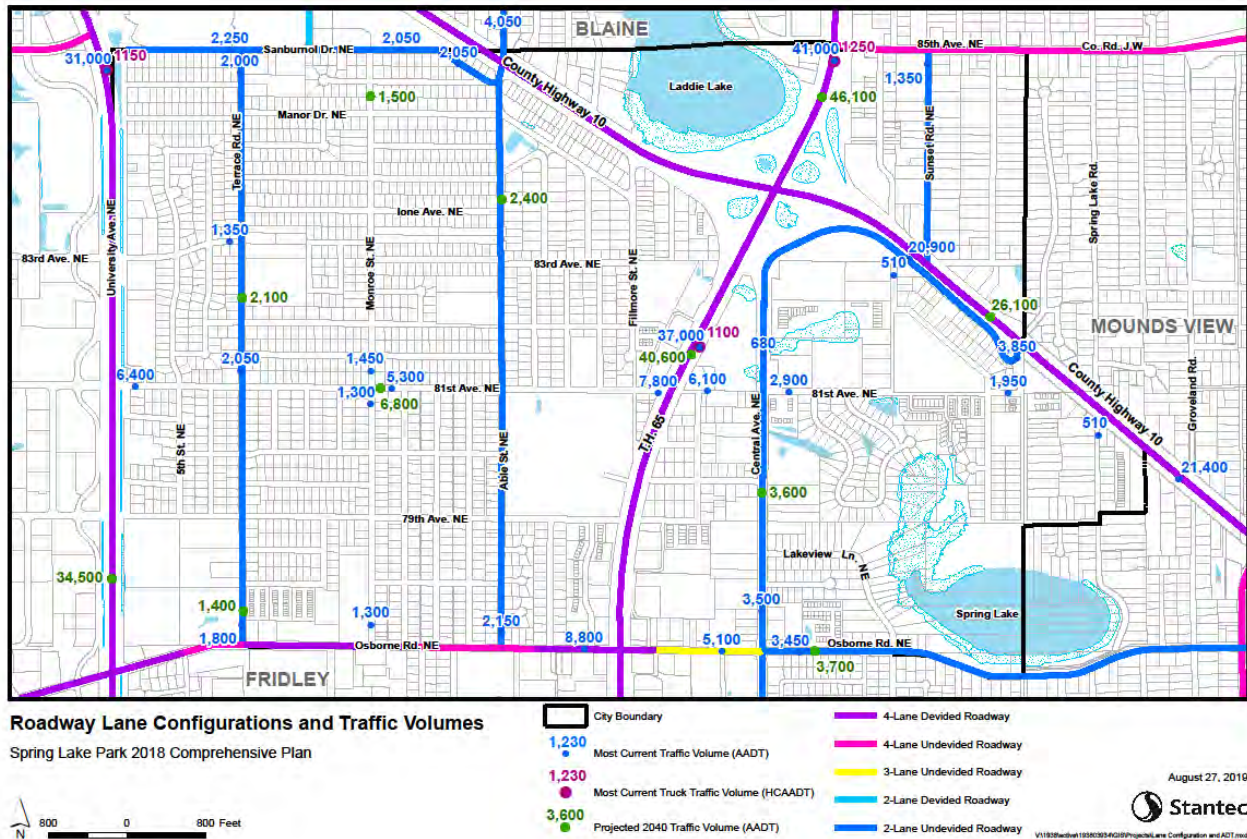 4,050
BLAINE
2,250
Sanburnol Dr. NE
2,050
2,050
31,000
1150
2,000
41,000
1250
85th Ave. NE
Co. Rd. J W
County Highway 10
Laddie Lake
1,350
1,500
46,100
Manor Dr. NE
Terrace Rd. NE
Sunset Rd. NE
Spring Lake Rd.
2,400
Ione Ave. NE
1,350
University Ave. NE
83rd Ave. NE
Monroe St. NE
83rd Ave. NE
Fillmore St. NE
20,900
510
2,100
26,100
MOUNDS VIEW
37,000
1100
40,600
680
3,850
2,050
1,450
6,400
5,300
81st Ave. NE
1,300
6,800
7,800
6,100
2,900
81st Ave. NE
1,950
County Highway 10
Groveland Rd. NE
5th St. NE
Able St. NE
T.H. 65
Central Ave. NE
510
21,400
3,600
79th Ave. NE
Lakeview Ln. NE
34,500
1,400
1,300
3,500
Spring Lake
1,800
2,150
Osborne Rd. NE
8,800
5,100
3,450
Osborne Rd. NE
3,700
FRIDLEY
Roadway Lane Configurations and Traffic Volumes
Spring Lake Park 2018 Comprehensive Plan
N
800 0 800 Feet
City Boundary
1,230
Most Current Traffic Volume (AADT)
1,230
Most Current Truck Traffic Volume (HCAADT)
3,600
Projected 2040 Traffic Volume (AADT)
4-Lane Devided Roadway
4-Lane Undevided Roadway
3-Lane Undevided Roadway
2-Lane Devided Roadway
2-Lane Undevided Roadway
August 27, 2019
Stantec